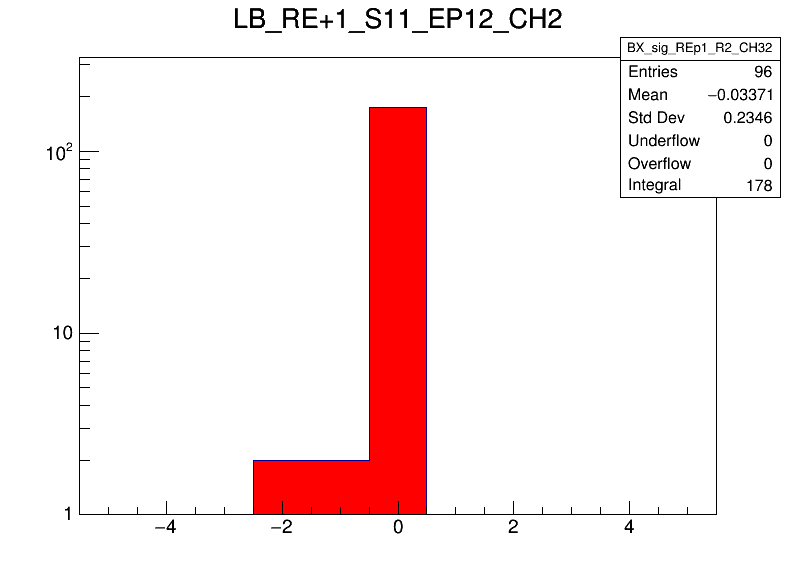 LB_RE+1_S11_EP12_CH2
BX_sig_REp1_R2_CH32
Entries 96
Mean −0.03371
Std Dev 0.2346
Underflow 0
Overflow 0
Integral 178
10²
10
1
−4 −2 0 2 4